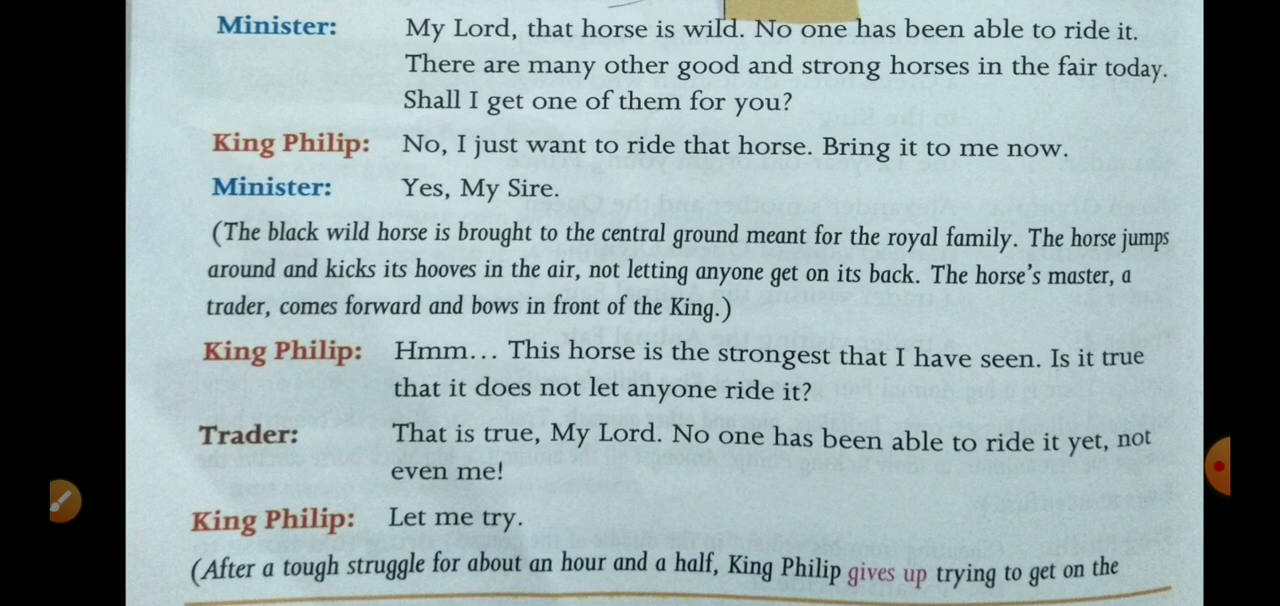 Minister: My Lord, that horse is wild. No one has been able to ride it.
There are many other good and strong horses in the fair today.
Shall I get one of them for you?
King Philip: No, I just want to ride that horse. Bring it to me now.
Minister: Yes, My Sire.
(The black wild horse is brought to the central ground meant for the royal family. The horse jumps
around and kicks its hooves in the air, not letting anyone get on its back. The horse's master, a
trader, comes forward and bows in front of the King.)
King Philip: Hmm... This horse is the strongest that I have seen. Is it true
that it does not let anyone ride it?
Trader: That is true, My Lord. No one has been able to ride it yet, not
even me!
King Philip: Let me try.
(After a tough struggle for about an hour and a half, King Philip gives up trying to get on the